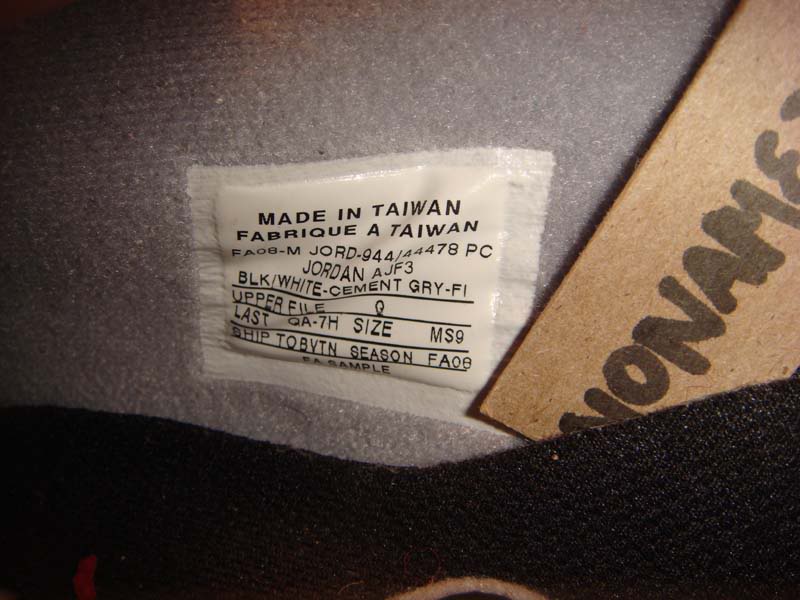 MADE IN TAIWAN
FABRIQUE A TAIWAN
FA08-M JORD-944/44478 PC
JORDAN AJF3
BLK/WHITE-CEMENT GRY-FI
UPPER FILE Q
LAST QA-7H SIZE MS9
SHIP TOBVTN SEASON FA08
FA SAMPLE
NONAME